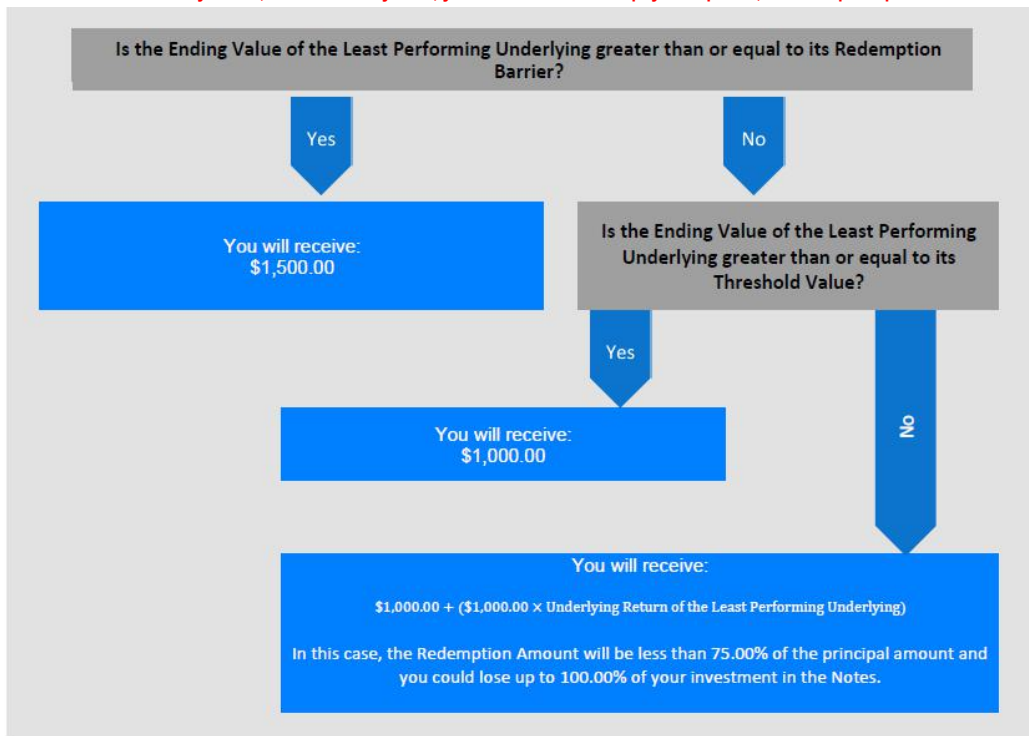 Is the Ending Value of the Least Performing Underlying greater than or equal to its Redemption
Barrier?
Yes
No
You will receive:
$1,500.00
Is the Ending Value of the Least Performing
Underlying greater than or equal to its
Threshold Value?
Yes
No
You will receive:
$1,000.00
You will receive:
$1,000.00 + ($1,000.00 × Underlying Return of the Least Performing Underlying)
In this case, the Redemption Amount will be less than 75.00% of the principal amount and
you could lose up to 100.00% of your investment in the Notes.